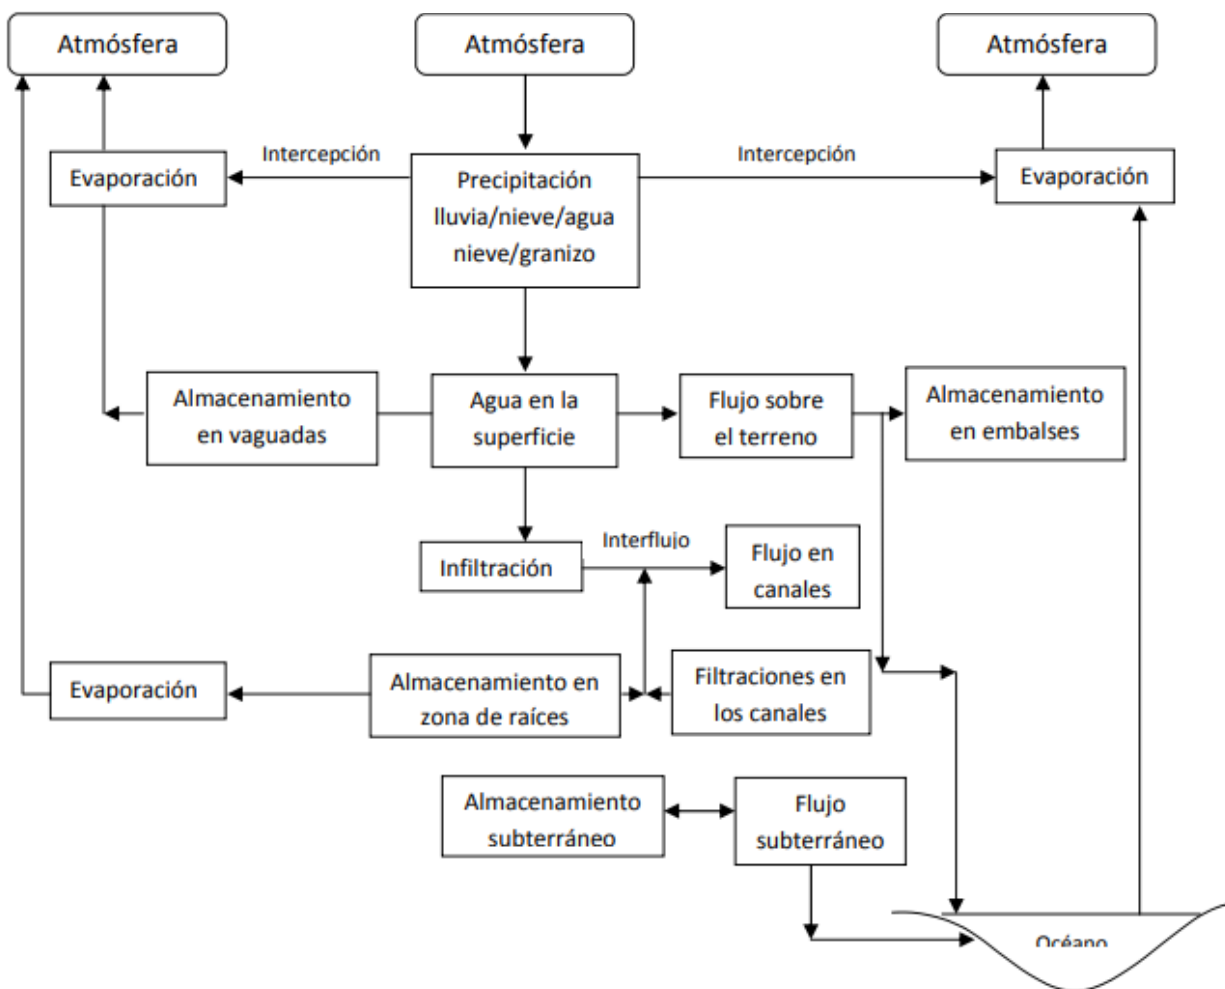 Atmósfera
Atmósfera
Atmósfera
Intercepción
Intercepción
Evaporación
Precipitación
lluvia/nieve/agua
nieve/granizo
Evaporación
Almacenamiento
en vaguadas
Agua en la
superficie
Flujo sobre
el terreno
Almacenamiento
en embalses
Infiltración
Interflujo
Flujo en
canales
Evaporación
Almacenamiento en
zona de raíces
Filtraciones en
los canales
Almacenamiento
subterráneo
Flujo
subterráneo
Océano